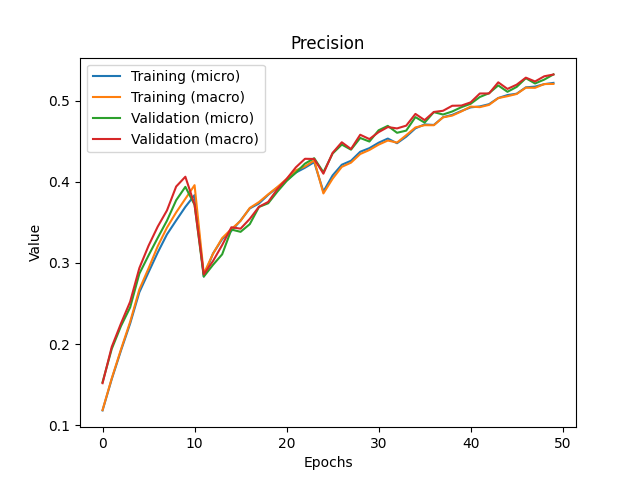 Precision
Training (micro)
Training (macro)
Validation (micro)
Validation (macro)
Value
0.5
0.4
0.3
0.2
0.1
0 10 20 30 40 50
Epochs